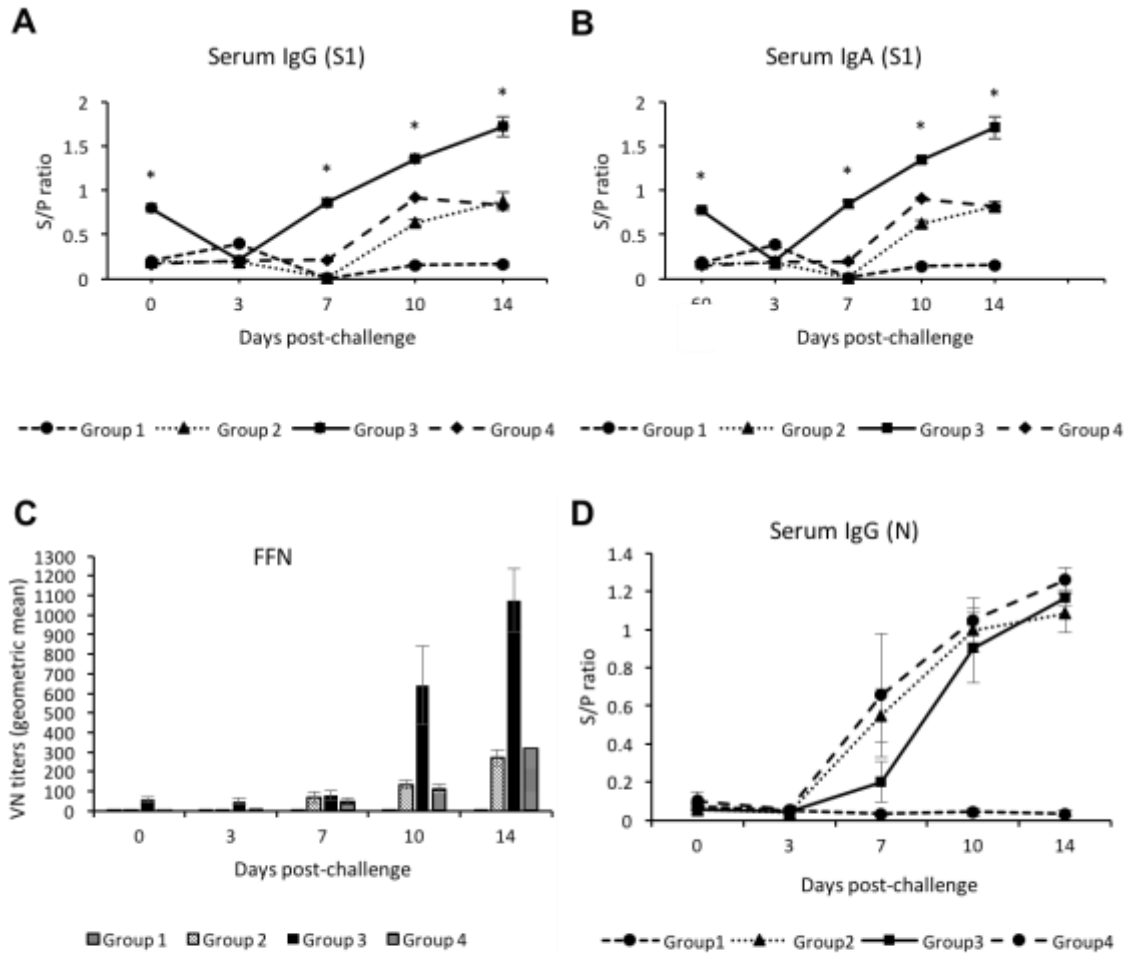 A
Serum IgG (S1)
*
*
*
*
S/P ratio
2
1.5
1
0.5
0
0
3
7
10
14
Days post-challenge
B
Serum IgA (S1)
*
*
*
*
S/P ratio
2
1.5
1
0.5
0
3
7
10
14
Days post-challenge
Group 1
Group 2
Group 3
Group 4
Group 1
Group 2
Group 3
Group 4
C
FFN
VN titers (geometric mean)
1300
1200
1100
1000
900
800
700
600
500
400
300
200
100
0
0
3
7
10
14
Days post-challenge
Group 1
Group 2
Group 3
Group 4
D
Serum IgG (N)
S/P ratio
1.4
1.2
1
0.8
0.6
0.4
0.2
0
0
3
7
10
14
Days post-challenge
Group1
Group2
Group3
Group4